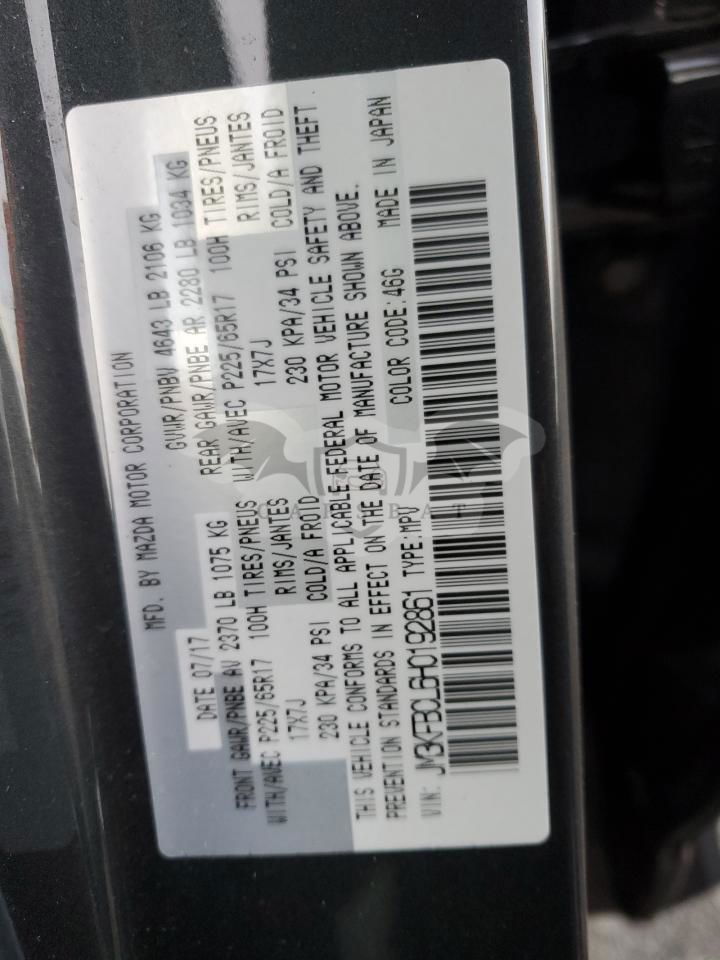 MFD. BY MAZDA MOTOR CORPORATION
DATE 07/17 GVWR/PNBV 4643 LB 2106 KG
FRONT GAWR/PNBE AV 2370 LB 1075 KG REAR GAWR/PNBE AR 2280 LB 1034 KG
WITH/AVEC P225/65R17 100H TIRES/PNEUS WITH/AVEC P225/65R17 100H TIRES/PNEUS
17X7J RIMS/JANTES 17X7J RIMS/JANTES
230 KPA/34 PSI COLD/A FROID 230 KPA/34 PSI COLD/A FROID
THIS VEHICLE CONFORMS TO ALL APPLICABLE FEDERAL MOTOR VEHICLE SAFETY AND THEFT
PREVENTION STANDARDS IN EFFECT ON THE DATE OF MANUFACTURE SHOWN ABOVE.
VIN: JM3KFBCL6H0192861 TYPE:MPV COLOR CODE:46G MADE IN JAPAN
CARSBAT